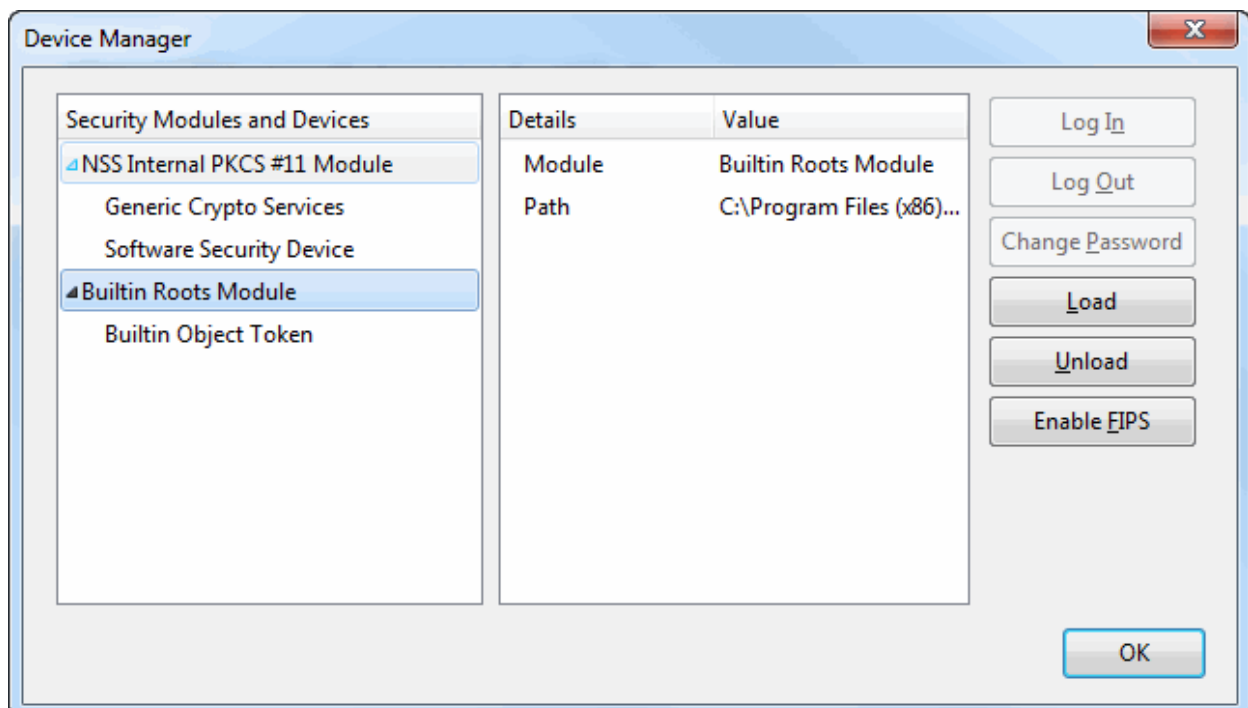 Device Manager
Security Modules and Devices
NSS Internal PKCS #11 Module
Generic Crypto Services
Software Security Device
Builtin Roots Module
Builtin Object Token
Details Value
Module Builtin Roots Module
Path C:\Program Files (x86)...
Log In
Log Out
Change Password
Load
Unload
Enable FIPS
OK